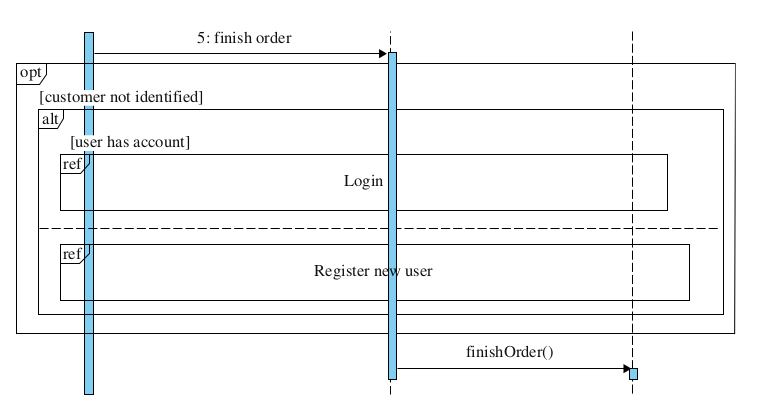 5: finish order
opt
[customer not identified]
alt
[user has account]
ref
Login
ref
Register new user
finishOrder()